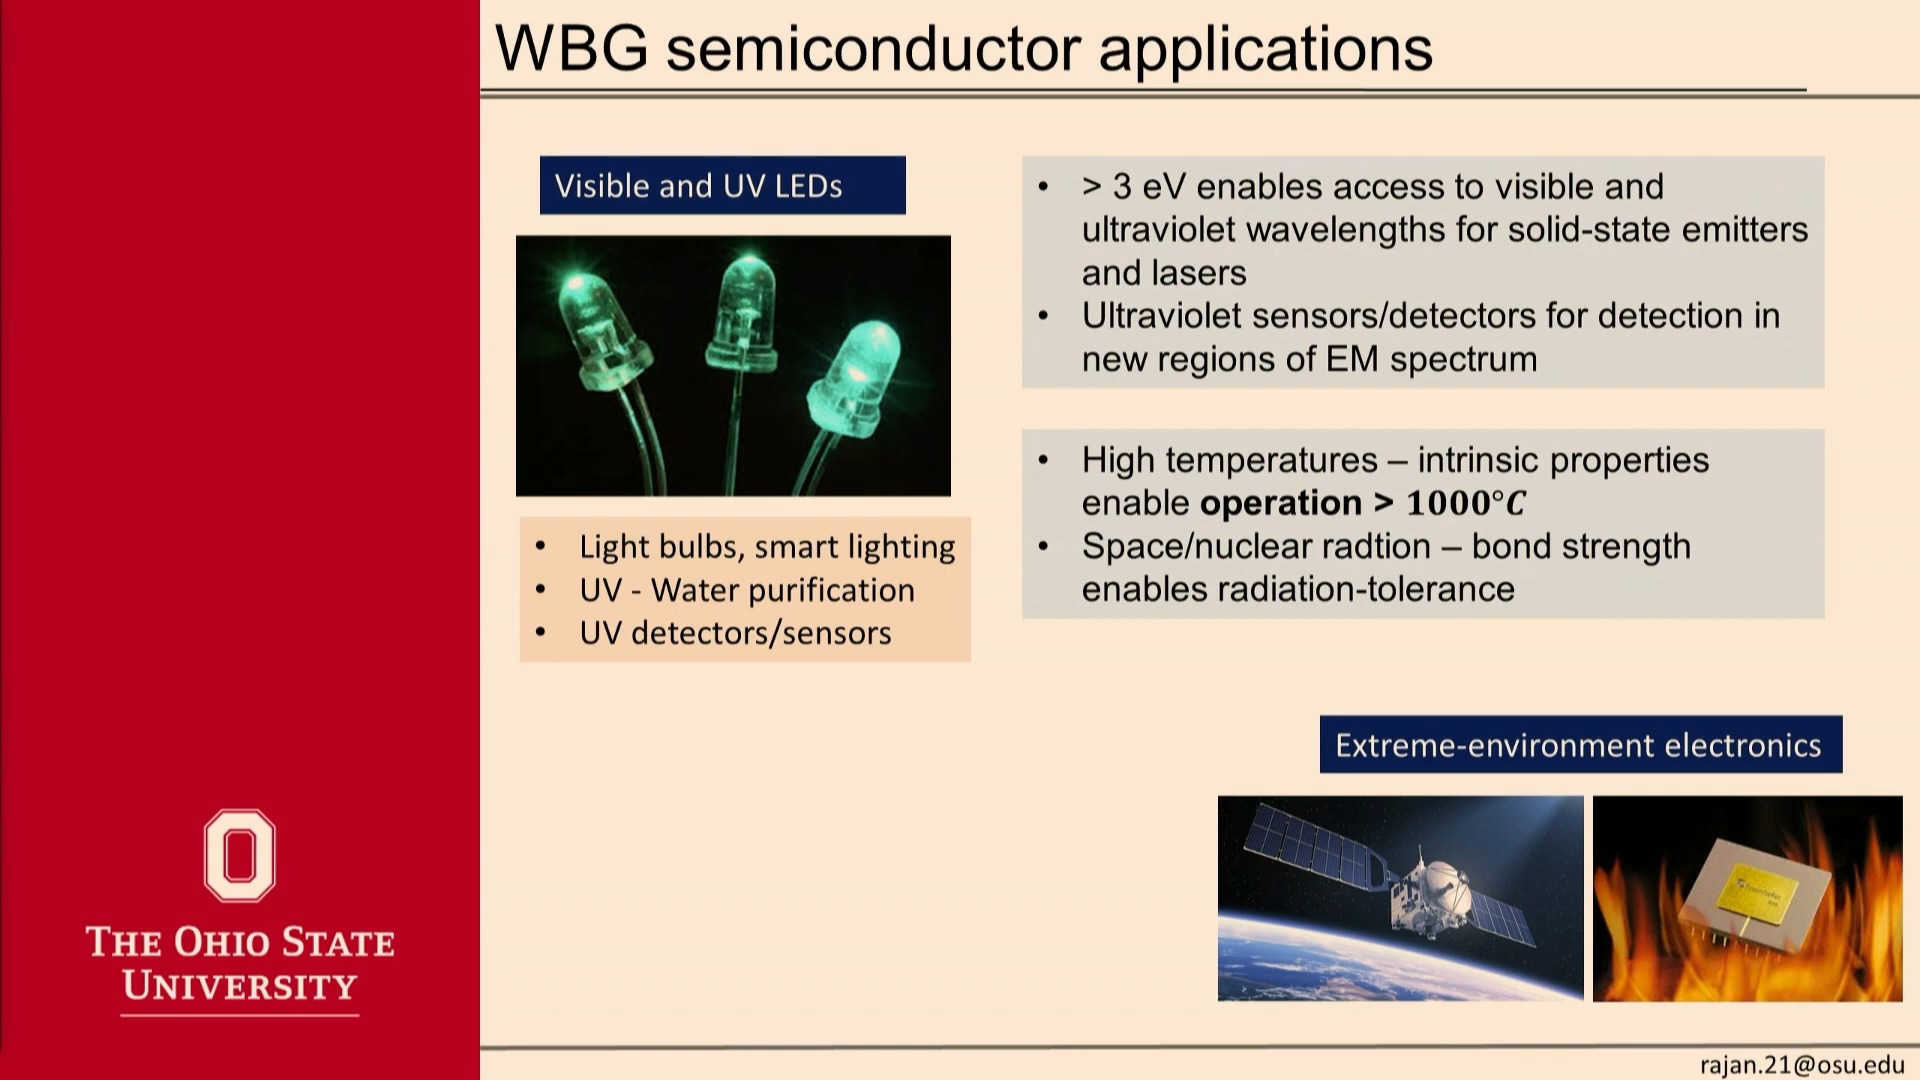 WBG semiconductor applications
Visible and UV LEDs
• Light bulbs, smart lighting
• UV - Water purification
• UV detectors/sensors
• > 3 eV enables access to visible and
ultraviolet wavelengths for solid-state emitters
and lasers
• Ultraviolet sensors/detectors for detection in
new regions of EM spectrum
• High temperatures – intrinsic properties
enable operation > 1000°C
• Space/nuclear radtion – bond strength
enables radiation-tolerance
Extreme-environment electronics
THE OHIO STATE
UNIVERSITY
rajan.21@osu.edu